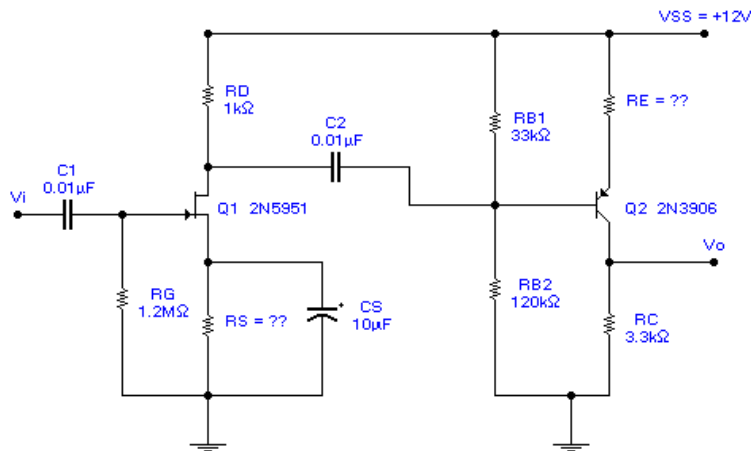 VSS = +12V
RD
1kΩ
C2
0.01µF
RB1
33kΩ
RE = ??
C1
0.01µF
Vi
Q1 2N5951
Q2 2N3906
Vo
RG
1.2MΩ
RS = ??
+
CS
10µF
RB2
120kΩ
RC
3.3kΩ